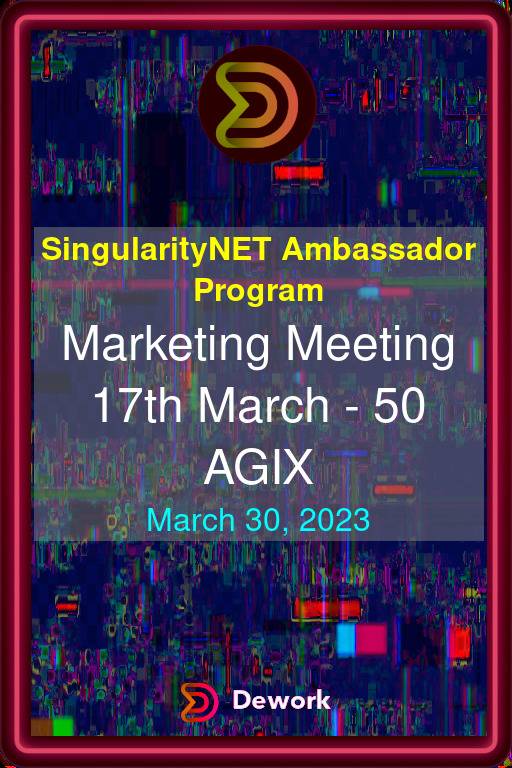 SingularityNET Ambassador
Program
Marketing Meeting
17th March - 50
AGIX
March 30, 2023
Dework